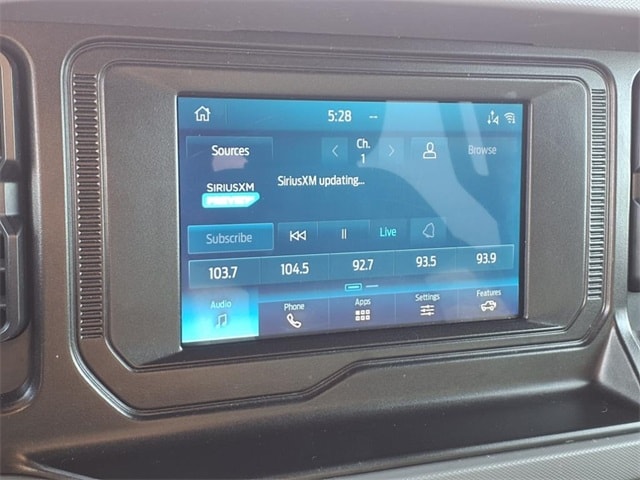 5:28 --
Sources Ch. 1 Browse
SIRIUSXM
PREVIEW
SiriusXM updating...
Subscribe Live
103.7 104.5 92.7 93.5 93.9
Audio Phone Apps Settings Features